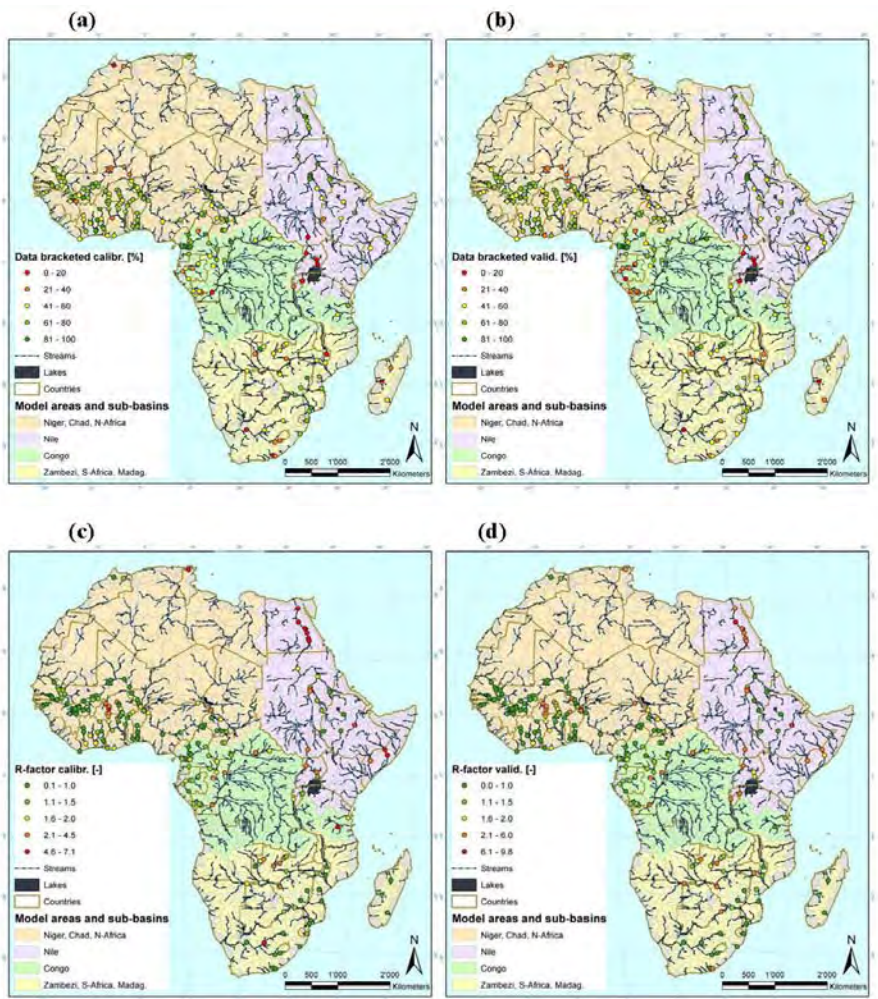 (a)
Data bracketed calibr. [%]
0 - 20
21 - 40
41 - 60
61 - 80
81 - 100
Streams
Lakes
Countries
Model areas and sub-basins
Niger, Chad, N-Africa
Nile
Congo
Zambezi, S-Africa, Madag.
N
0 500 1'000 2'000
Kilometers
(b)
Data bracketed valid. [%]
0 - 20
21 - 40
41 - 60
61 - 80
81 - 100
Streams
Lakes
Countries
Model areas and sub-basins
Niger, Chad, N-Africa
Nile
Congo
Zambezi, S-Africa, Madag.
N
0 500 1'000 2'000
Kilometers
(c)
R-factor calibr. [-]
0.1 - 1.0
1.1 - 1.5
1.6 - 2.0
2.1 - 4.5
4.6 - 7.1
Streams
Lakes
Countries
Model areas and sub-basins
Niger, Chad, N-Africa
Nile
Congo
Zambezi, S-Africa, Madag.
N
0 500 1'000 2'000
Kilometers
(d)
R-factor valid. [-]
0.0 - 1.0
1.1 - 1.5
1.6 - 2.0
2.1 - 6.0
6.1 - 9.8
Streams
Lakes
Countries
Model areas and sub-basins
Niger, Chad, N-Africa
Nile
Congo
Zambezi, S-Africa, Madag.
N
0 500 1'000 2'000
Kilometers